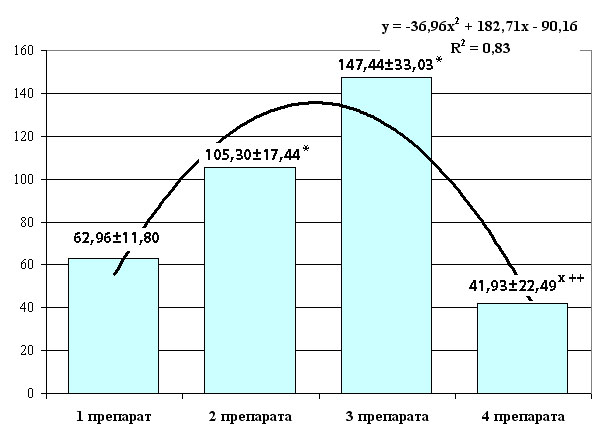 y = -36,96x² + 182,71x - 90,16
R² = 0,83
160
140
120
100
80
60
40
20
0
62,96±11,80
105,30±17,44*
147,44±33,03*
41,93±22,49ˣ ⁺⁺
1 препарат
2 препарата
3 препарата
4 препарата